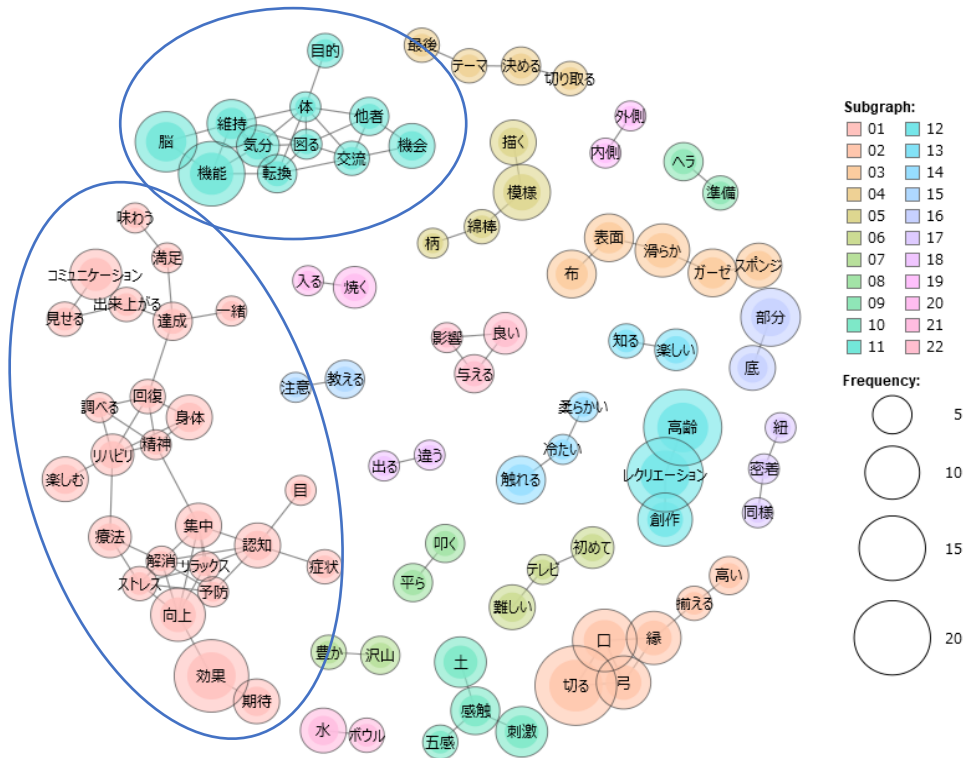 目的
体
維持
他者
脳
気分
図る
機会
機能
転換
交流
最後
テーマ
決める
切り取る
描く
模様
綿棒
柄
外側
内側
ヘラ
準備
表面
滑らか
布
ガーゼ
スポンジ
味わう
満足
コミュニケーション
出来上がる
見せる
達成
一緒
回復
調べる
身体
精神
リハビリ
楽しむ
目
集中
療法
認知
解消
リラックス
症状
ストレス
予防
向上
効果
期待
入る
焼く
影響
良い
与える
注意
教える
知る
楽しい
部分
底
柔らかい
冷たい
触れる
高齢
レクリエーション
創作
紐
密着
同様
出る
違う
叩く
平ら
初めて
テレビ
難しい
高い
揃える
口
縁
切る
弓
豊か
沢山
土
感触
五感
刺激
水
ボウル
Subgraph:
01 12
02 13
03 14
04 15
05 16
06 17
07 18
08 19
09 20
10 21
11 22
Frequency:
5
10
15
20